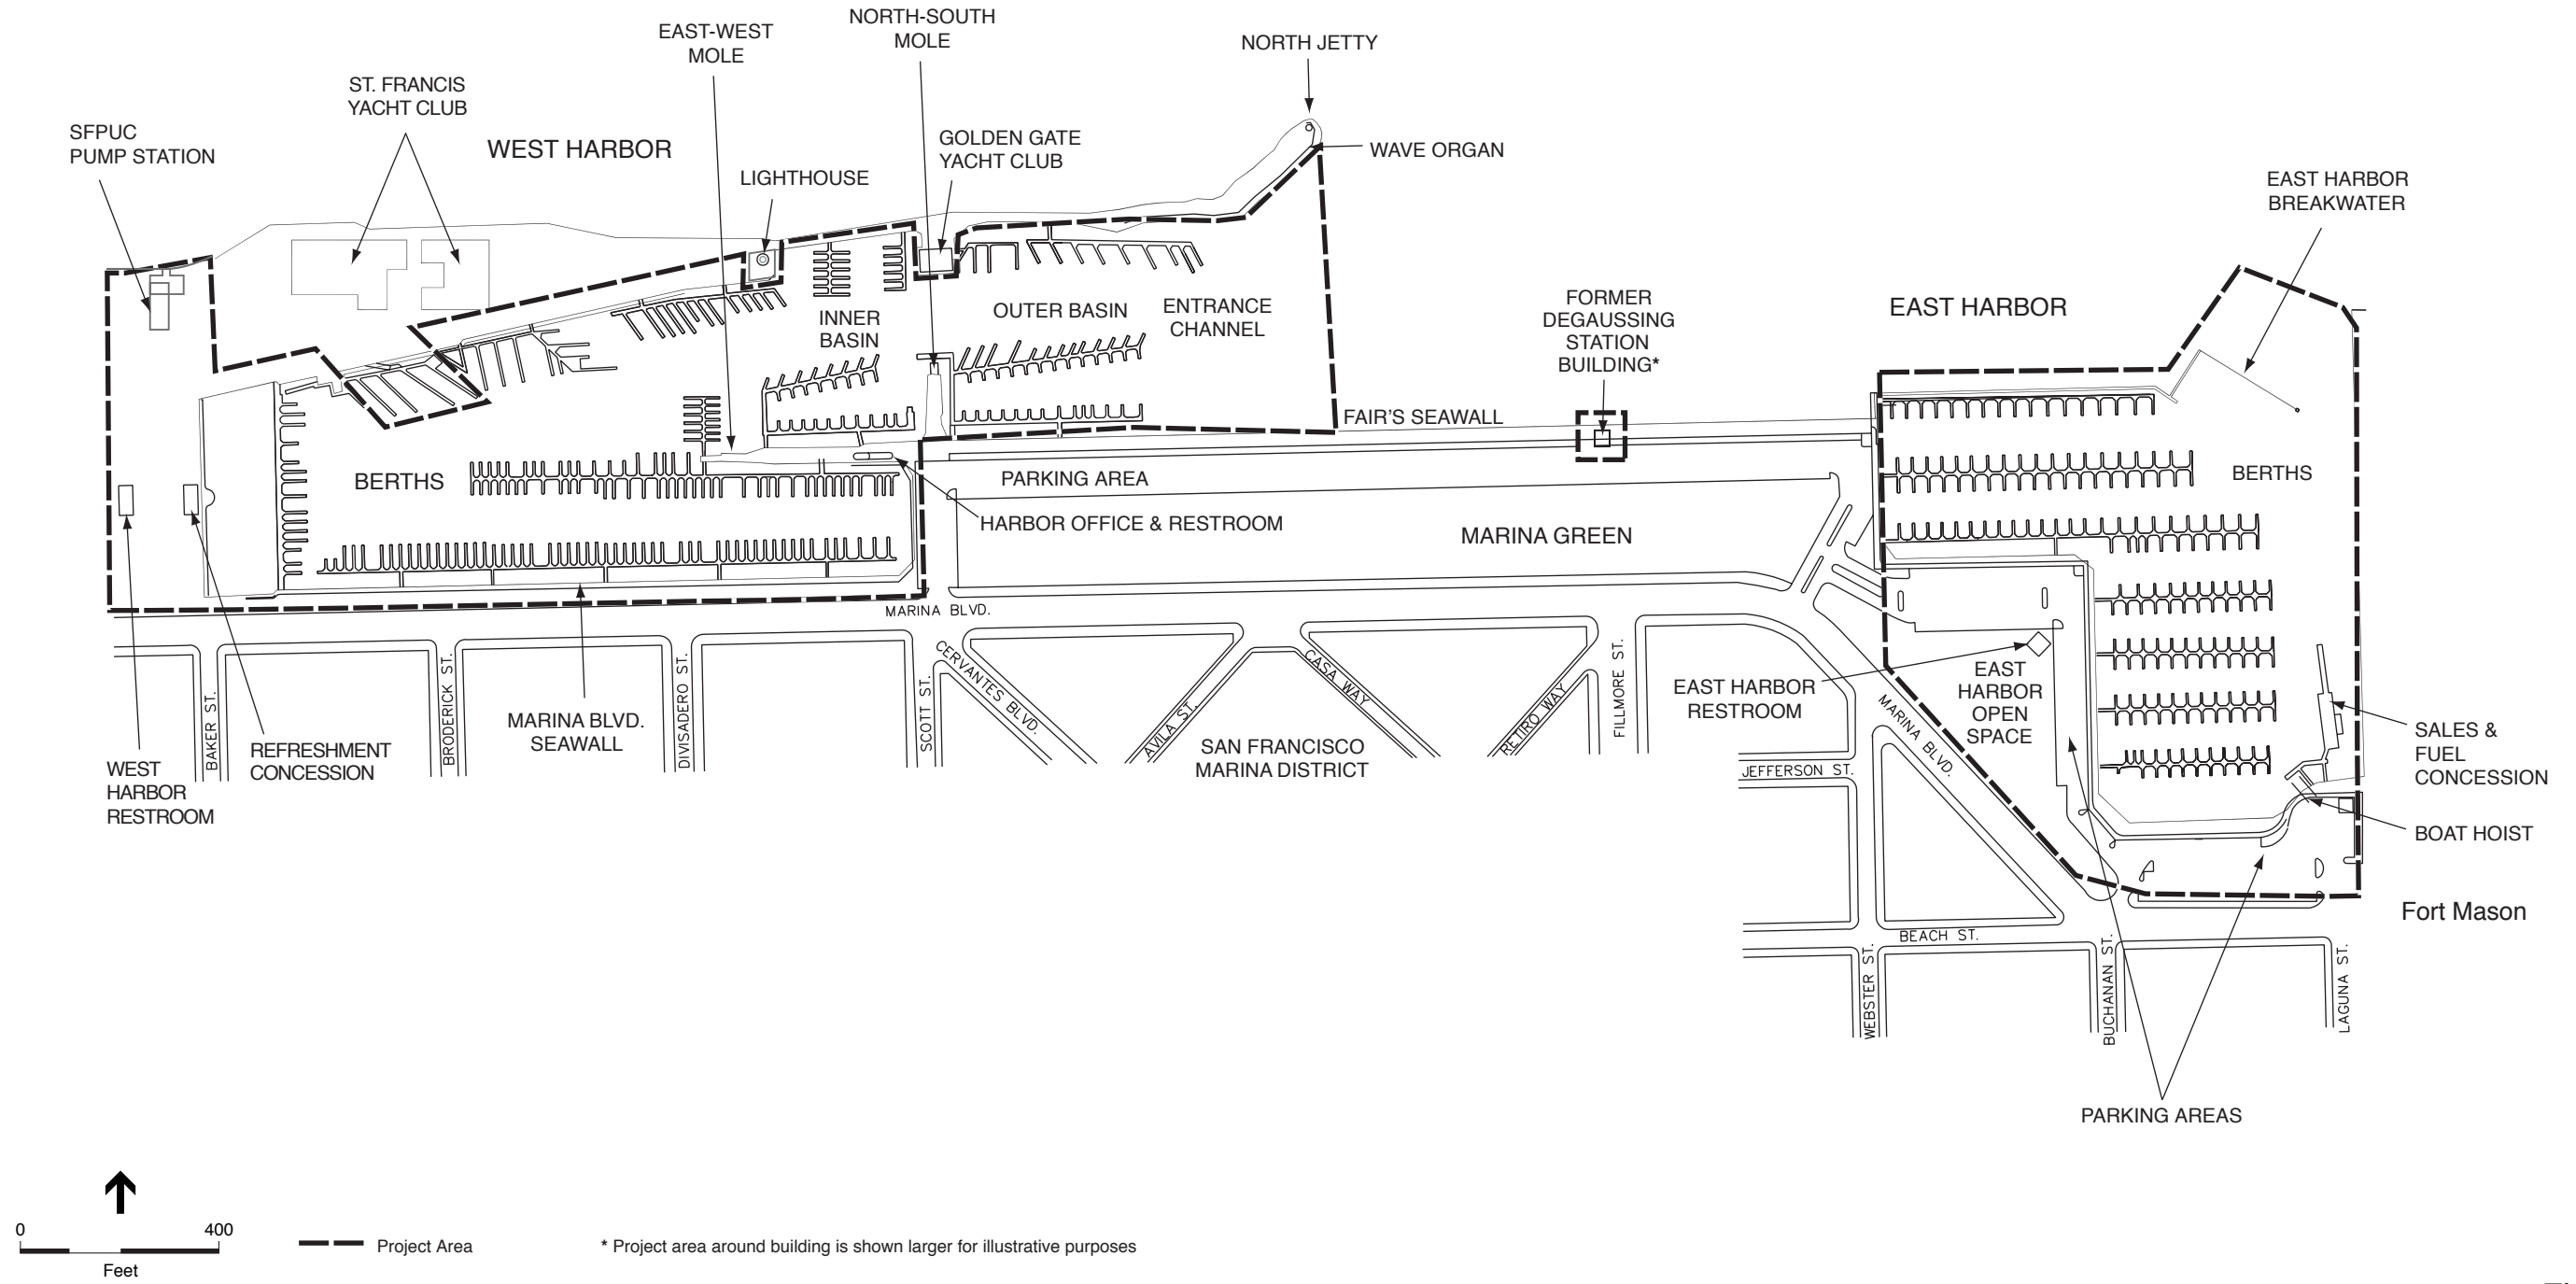 NORTH-SOUTH
MOLE
EAST-WEST
MOLE
NORTH JETTY
ST. FRANCIS
YACHT CLUB
SFPUC
PUMP STATION
WEST HARBOR
GOLDEN GATE
YACHT CLUB
WAVE ORGAN
LIGHTHOUSE
EAST HARBOR
BREAKWATER
INNER
BASIN
OUTER BASIN
ENTRANCE
CHANNEL
FORMER
DEGAUSSING
STATION
BUILDING*
EAST HARBOR
FAIR'S SEAWALL
BERTHS
PARKING AREA
BERTHS
HARBOR OFFICE & RESTROOM
MARINA GREEN
MARINA BLVD.
BAKER ST.
BRODERICK ST.
DIVISADERO ST.
SCOTT ST.
CERVANTES BLVD.
AVILA ST.
CASA WAY
RETIRO WAY
FILLMORE ST.
EAST HARBOR
RESTROOM
EAST
HARBOR
OPEN
SPACE
MARINA BLVD.
MARINA BLVD.
SEAWALL
REFRESHMENT
CONCESSION
WEST
HARBOR
RESTROOM
SAN FRANCISCO
MARINA DISTRICT
JEFFERSON ST.
SALES &
FUEL
CONCESSION
BOAT HOIST
Fort Mason
BEACH ST.
WEBSTER ST.
BUCHANAN ST.
LAGUNA ST.
PARKING AREAS
0 400
Feet
Project Area
* Project area around building is shown larger for illustrative purposes